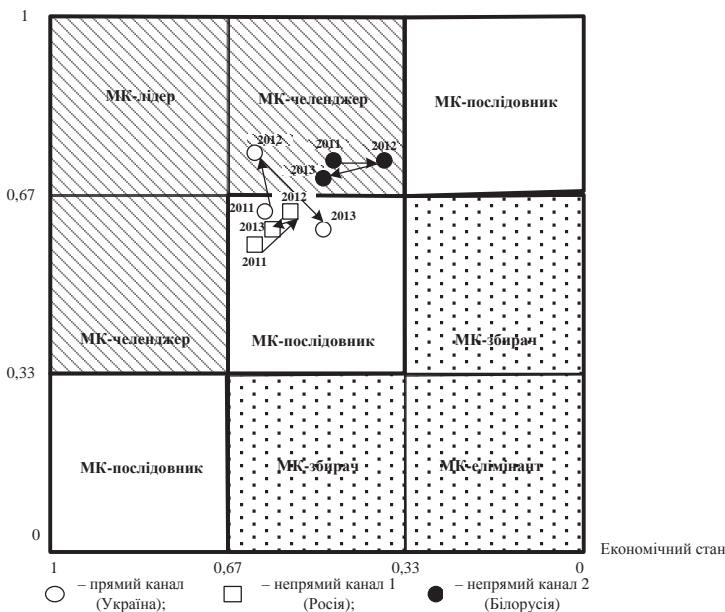 1
МК-лідер
МК-челенджер
МК-послідовник
2012
2011
2012
2013
0,67
2012
2011
2013
2013
2011
МК-челенджер
МК-послідовник
МК-збирач
0,33
МК-послідовник
МК-збирач
МК-елімінант
0
Економічний стан
1
0,67
0,33
0
– прямий канал
(Україна);
– непрямий канал 1
(Росія);
– непрямий канал 2
(Білорусія)